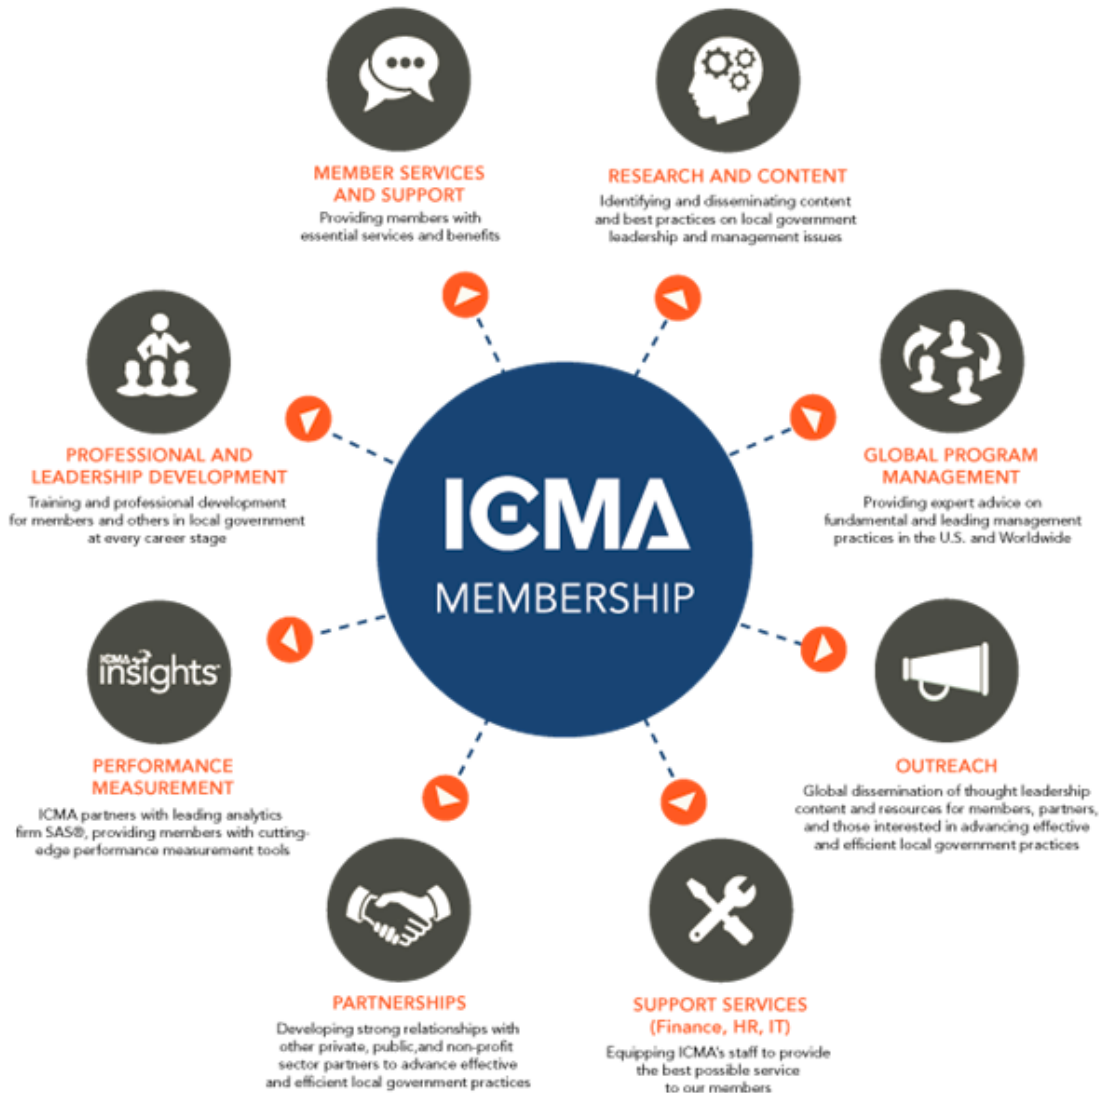 MEMBER SERVICES
AND SUPPORT
Providing members with
essential services and benefits
RESEARCH AND CONTENT
Identifying and disseminating content
and best practices on local government
leadership and management issues
PROFESSIONAL AND
LEADERSHIP DEVELOPMENT
Training and professional development
for members and others in local government
at every career stage
GLOBAL PROGRAM
MANAGEMENT
Providing expert advice on
fundamental and leading management
practices in the U.S. and Worldwide
ICMA
MEMBERSHIP
ICMA
insights
PERFORMANCE
MEASUREMENT
ICMA partners with leading analytics
firm SAS®, providing members with cutting-
edge performance measurement tools
OUTREACH
Global dissemination of thought leadership
content and resources for members, partners,
and those interested in advancing effective
and efficient local government practices
PARTNERSHIPS
Developing strong relationships with
other private, public,and non-profit
sector partners to advance effective
and efficient local government practices
SUPPORT SERVICES
(Finance, HR, IT)
Equipping ICMA's staff to provide
the best possible service
to our members